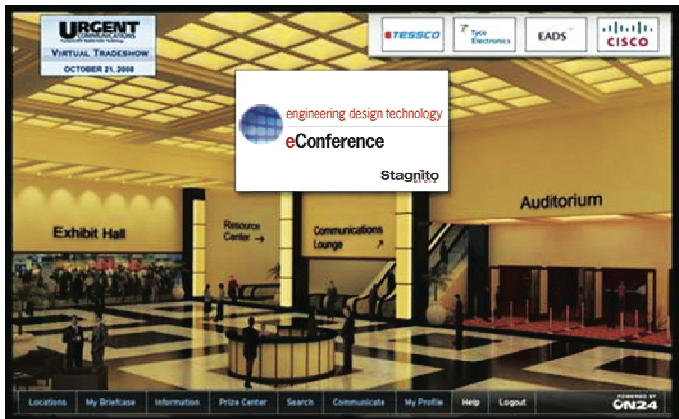 URGENT
COMMUNICATIONS
VIRTUAL TRADESHOW
OCTOBER 21, 2008
TESSCO
Tyco
Electronics
EADS
CISCO
engineering design technology
eConference
Stagnito
MEDIA
Exhibit Hall
Resource
Center →
Communications
Lounge ↗
Auditorium
Locations
My Briefcase
Information
Prize Center
Search
Communicate
My Profile
Help
Logout
POWERED BY
ON24